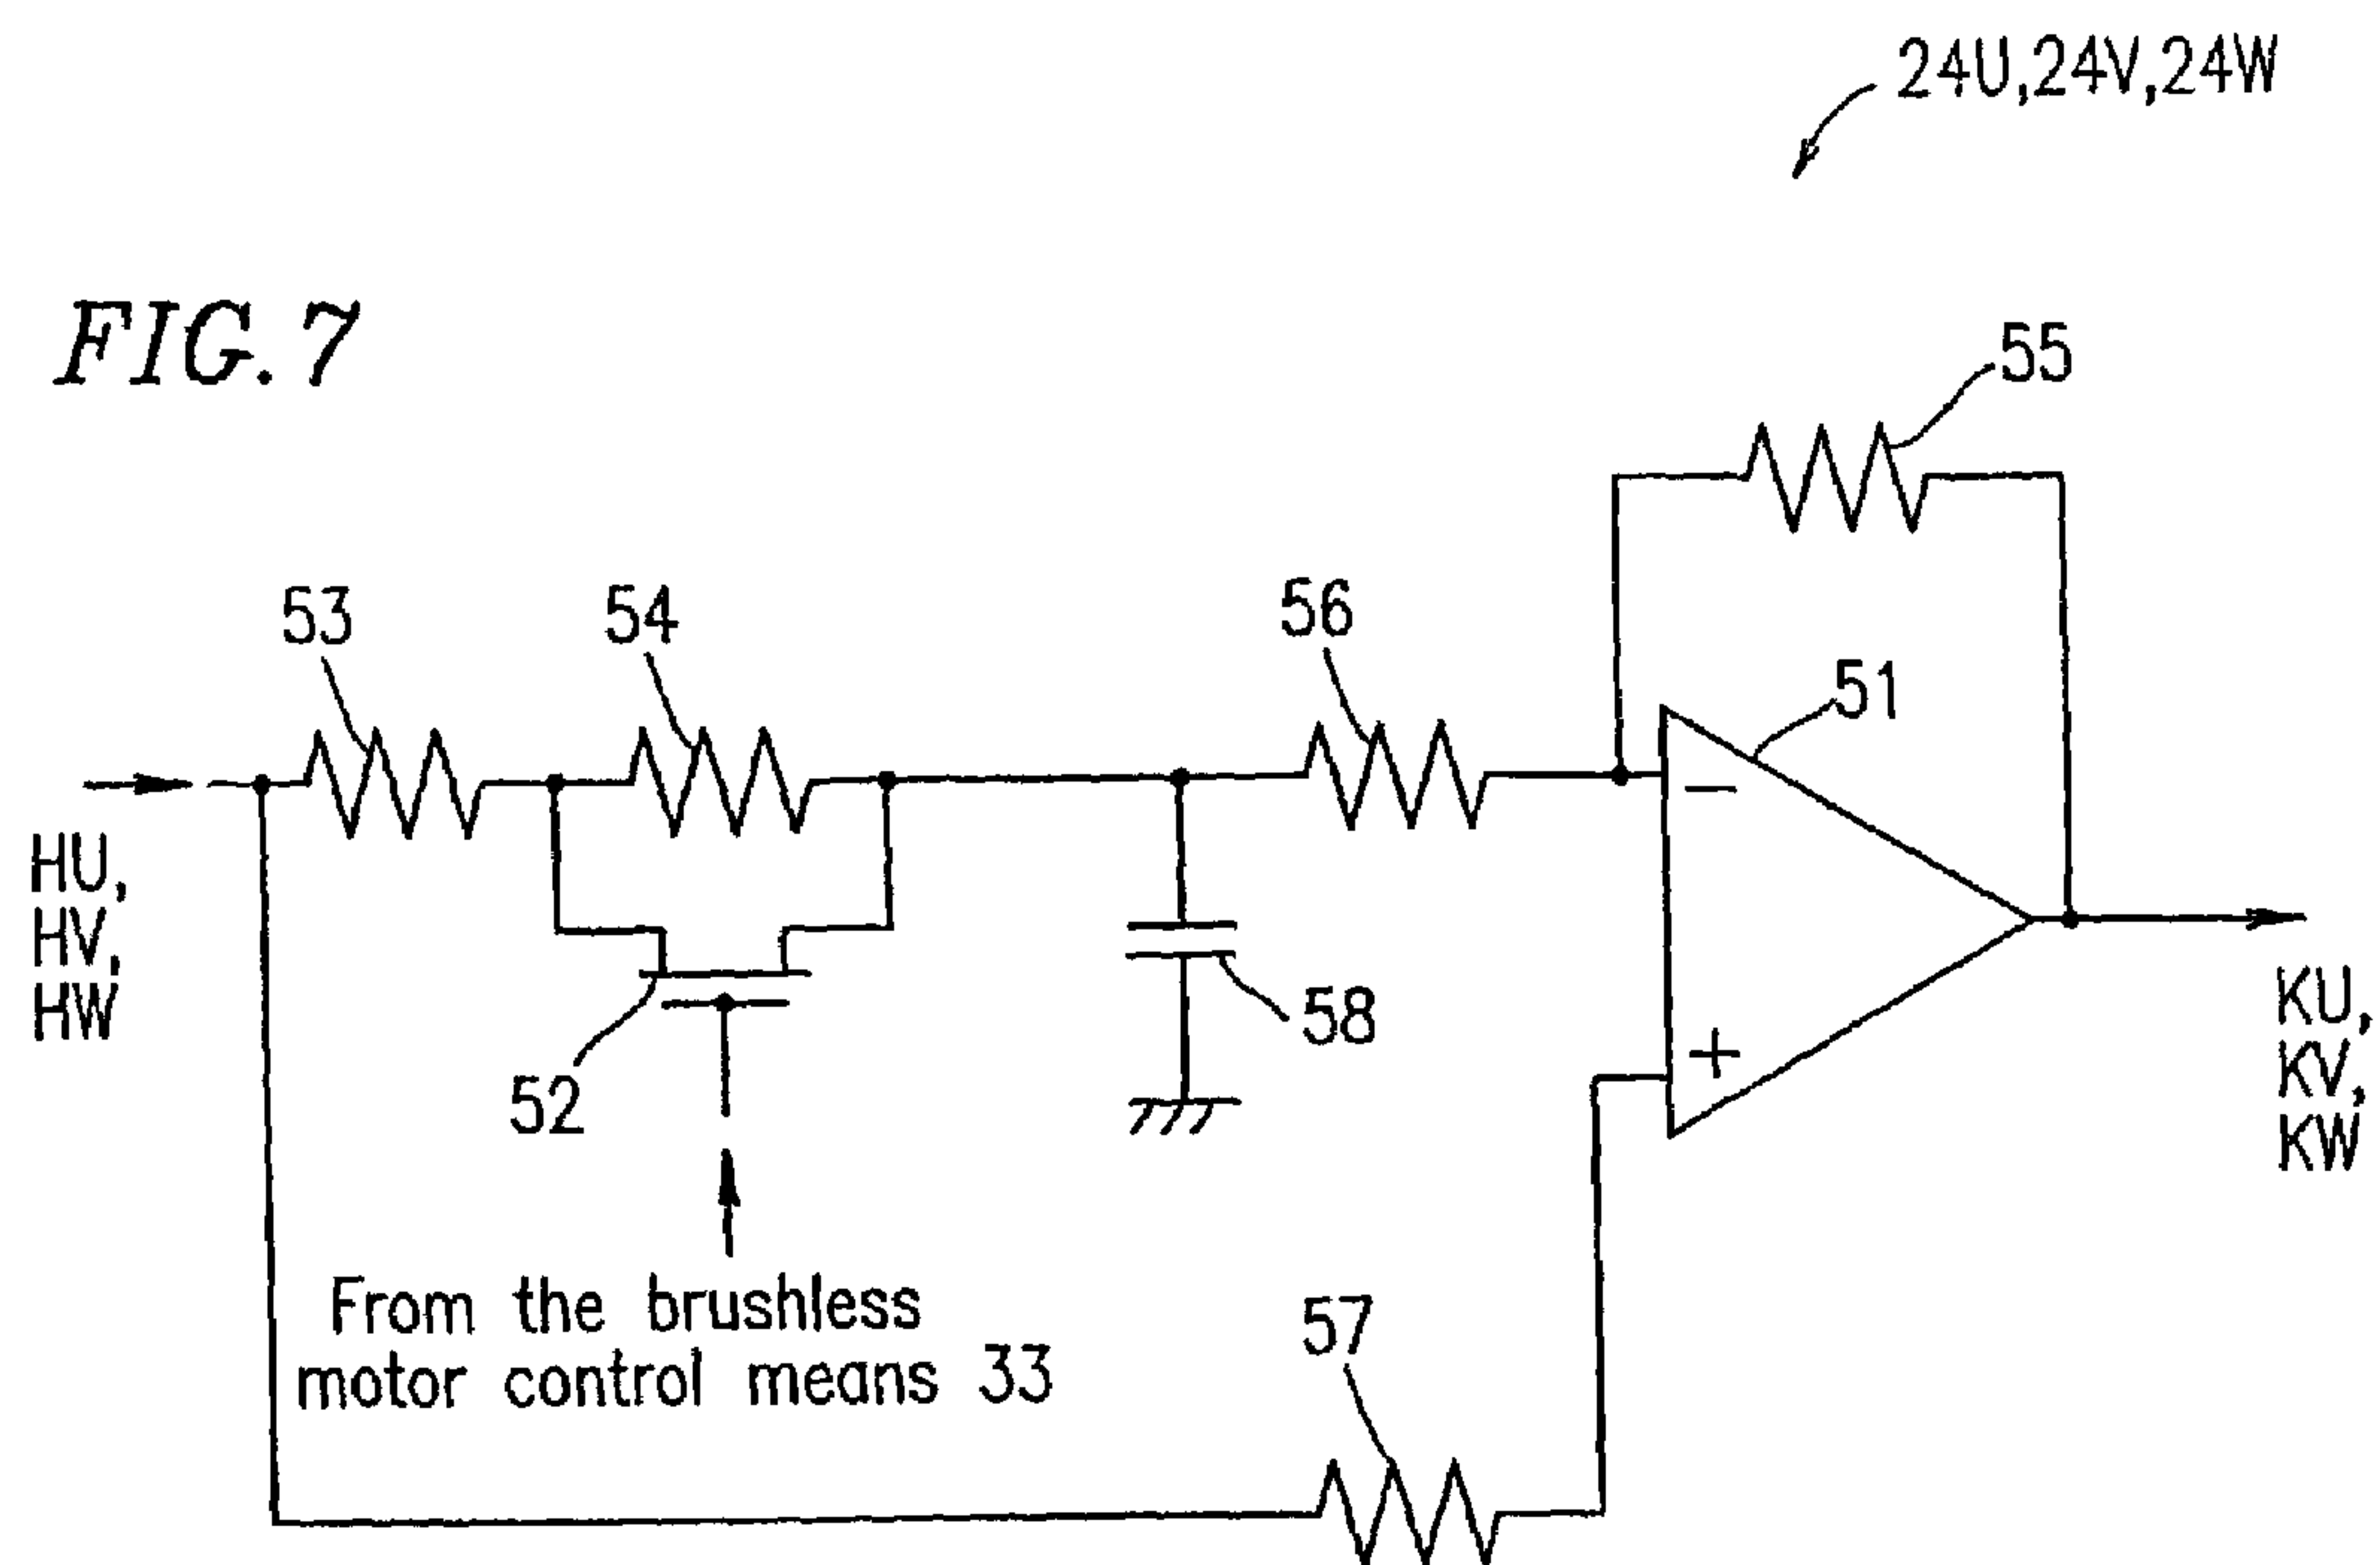 24U,24V,24W
FIG. 7
55
53
54
56
51
HU,
HV,
HW
58
52
KU,
KV,
KW
−
+
From the brushless
motor control means 33
57